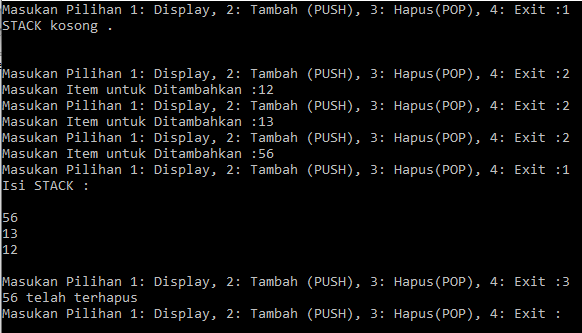 Masukan Pilihan 1: Display, 2: Tambah (PUSH), 3: Hapus(POP), 4: Exit :1
STACK kosong .
Masukan Pilihan 1: Display, 2: Tambah (PUSH), 3: Hapus(POP), 4: Exit :2
Masukan Item untuk Ditambahkan :12
Masukan Pilihan 1: Display, 2: Tambah (PUSH), 3: Hapus(POP), 4: Exit :2
Masukan Item untuk Ditambahkan :13
Masukan Pilihan 1: Display, 2: Tambah (PUSH), 3: Hapus(POP), 4: Exit :2
Masukan Item untuk Ditambahkan :56
Masukan Pilihan 1: Display, 2: Tambah (PUSH), 3: Hapus(POP), 4: Exit :1
Isi STACK :
56
13
12
Masukan Pilihan 1: Display, 2: Tambah (PUSH), 3: Hapus(POP), 4: Exit :3
56 telah terhapus
Masukan Pilihan 1: Display, 2: Tambah (PUSH), 3: Hapus(POP), 4: Exit :